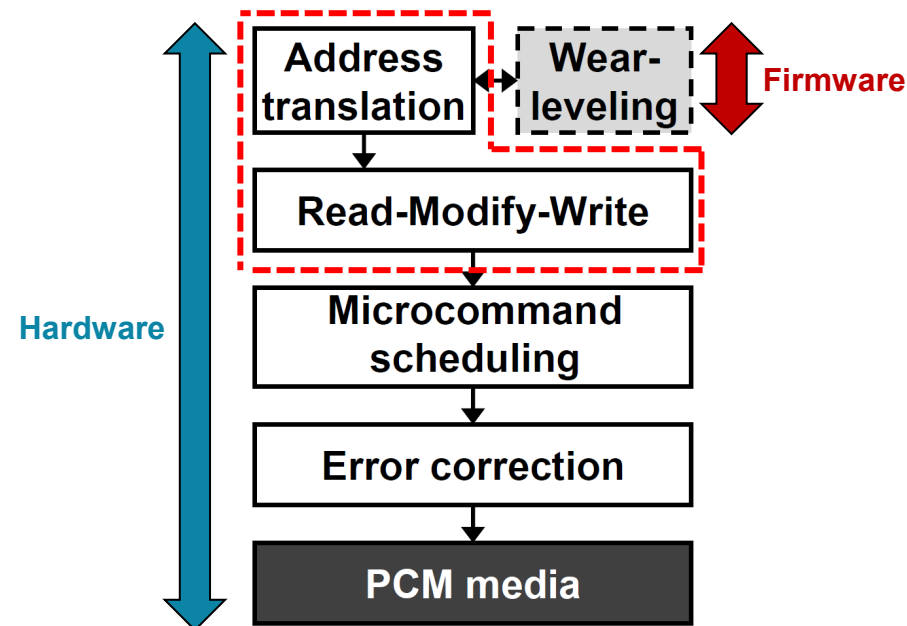 Address
translation
Wear-
leveling
Firmware
Read-Modify-Write
Hardware
Microcommand
scheduling
Error correction
PCM media